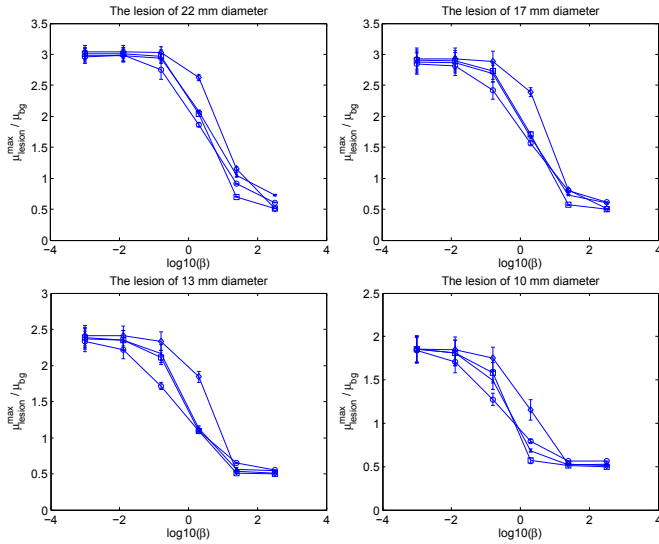 The lesion of 22 mm diameter
3.5
3
2.5
2
1.5
1
0.5
0
−4 −2 0 2 4
log10(β)
μ_lesion^max / μ_bg
The lesion of 17 mm diameter
3.5
3
2.5
2
1.5
1
0.5
0
−4 −2 0 2 4
log10(β)
μ_lesion^max / μ_bg
The lesion of 13 mm diameter
3
2.5
2
1.5
1
0.5
0
−4 −2 0 2 4
log10(β)
μ_lesion^max / μ_bg
The lesion of 10 mm diameter
2.5
2
1.5
1
0.5
0
−4 −2 0 2 4
log10(β)
μ_lesion^max / μ_bg